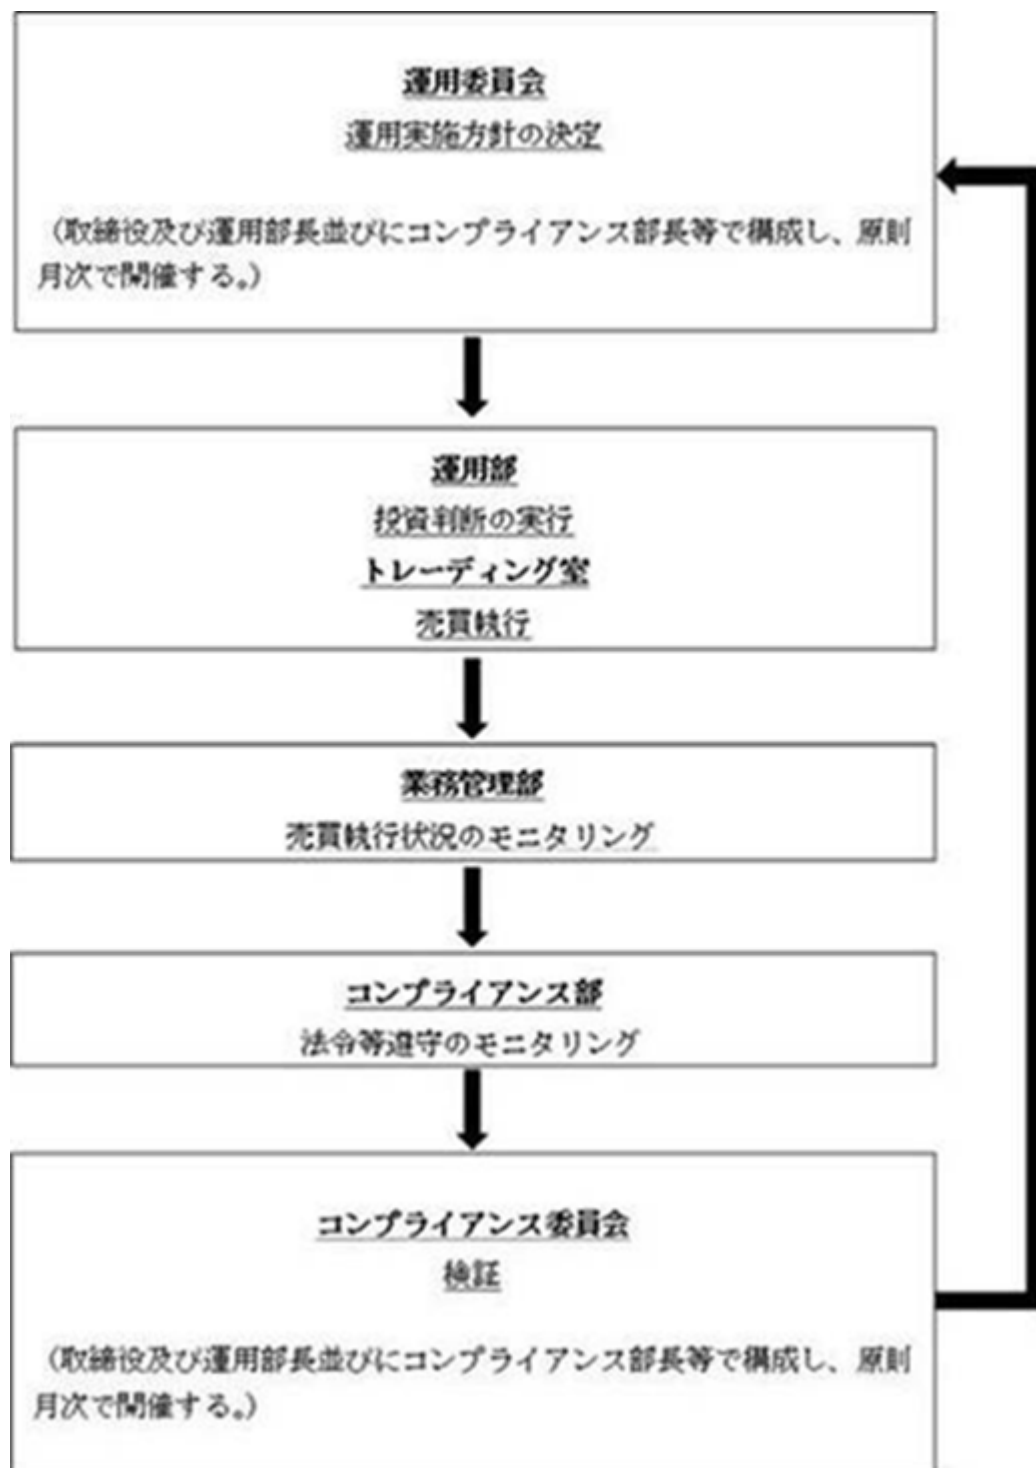 運用委員会
運用実施方針の決定
（取締役及び運用部長並びにコンプライアンス部長等で構成し、原則
月次で開催する。）
運用部
投資判断の実行
トレーディング室
売買執行
業務管理部
売買執行状況のモニタリング
コンプライアンス部
法令等遵守のモニタリング
コンプライアンス委員会
検証
（取締役及び運用部長並びにコンプライアンス部長等で構成し、原則
月次で開催する。）